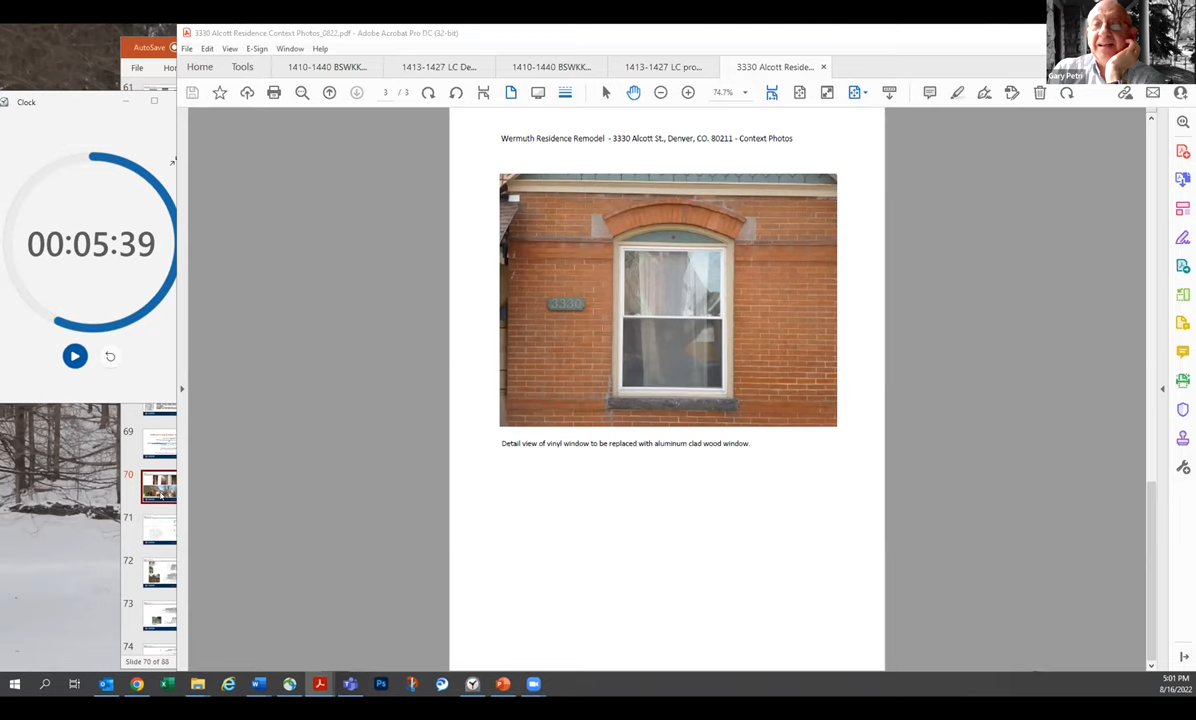 3330 Alcott Residence Context Photos_0822.pdf - Adobe Acrobat Pro DC (32-bit)
AutoSave
File
Edit
View
E-Sign
Window
Help
Gary Petri
File
Home
Tools
1410-1440 BSWKK...
1413-1427 LC De...
1410-1440 BSWKK...
1413-1427 LC pro...
3330 Alcott Reside...
×
Clock
3 / 3
74.7%
Wermuth Residence Remodel - 3330 Alcott St., Denver, CO. 80211 - Context Photos
00:05:39
3330
Detail view of vinyl window to be replaced with aluminum clad wood window.
69
70
71
72
73
74
Slide 70 of 88
5:01 PM
8/16/2022